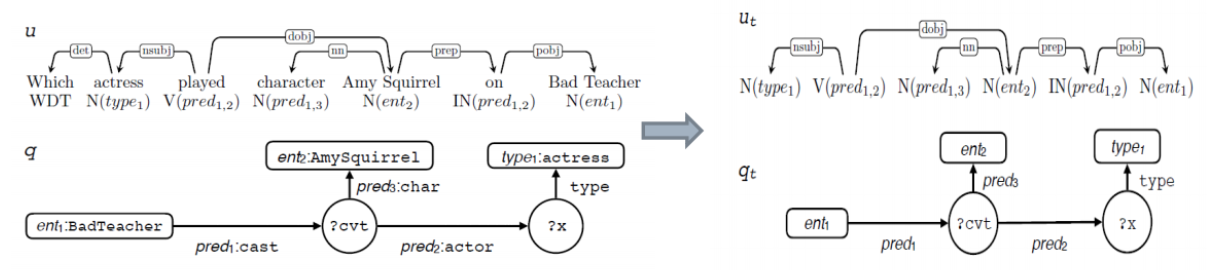 u
det nsubj dobj nn prep pobj
Which actress played character Amy Squirrel on Bad Teacher
WDT N(type₁) V(pred₁,₂) N(pred₁,₃) N(ent₂) IN(pred₁,₂) N(ent₁)
q
ent₂:AmySquirrel type₁:actress
pred₃:char type
ent₁:BadTeacher ?cvt ?x
pred₁:cast pred₂:actor
uₜ
nsubj dobj nn prep pobj
N(type₁) V(pred₁,₂) N(pred₁,₃) N(ent₂) IN(pred₁,₂) N(ent₁)
qₜ
ent₂ type₁
pred₃ type
ent₁ ?cvt ?x
pred₁ pred₂